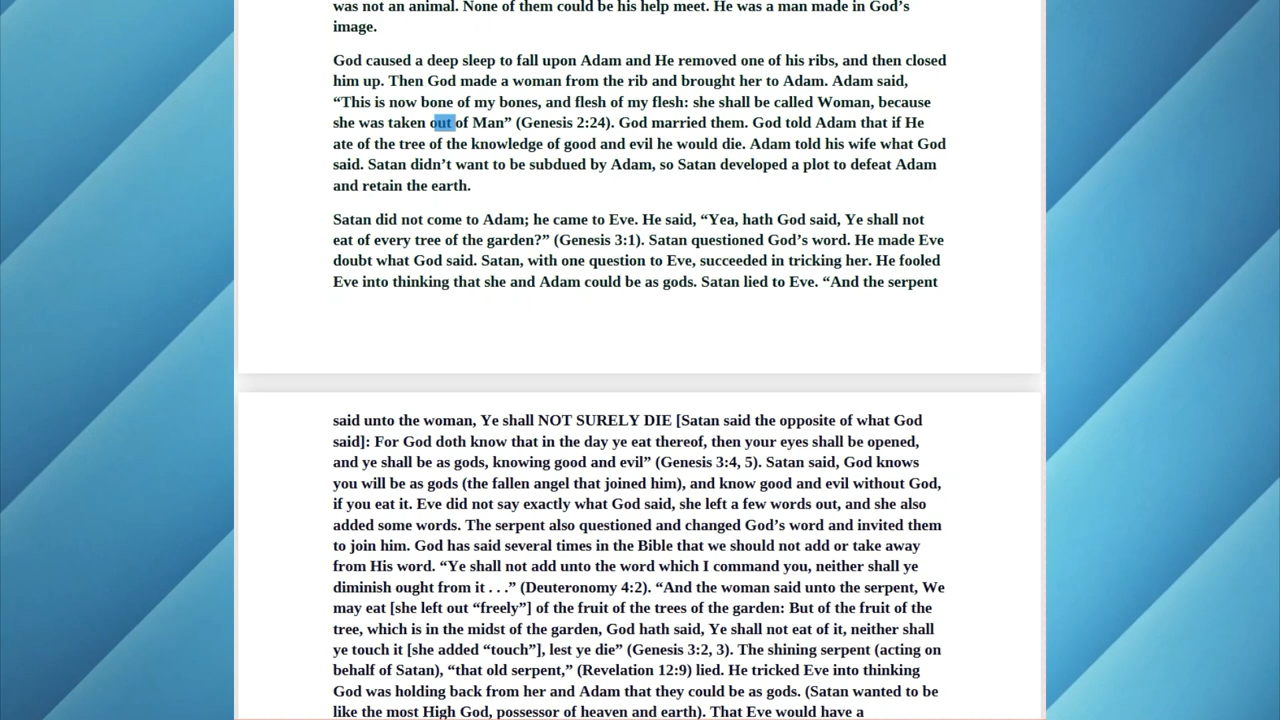 was not an animal. None of them could be his help meet. He was a man made in God’s
image.
God caused a deep sleep to fall upon Adam and He removed one of his ribs, and then closed
him up. Then God made a woman from the rib and brought her to Adam. Adam said,
“This is now bone of my bones, and flesh of my flesh: she shall be called Woman, because
she was taken out of Man” (Genesis 2:24). God married them. God told Adam that if He
ate of the tree of the knowledge of good and evil he would die. Adam told his wife what God
said. Satan didn’t want to be subdued by Adam, so Satan developed a plot to defeat Adam
and retain the earth.
Satan did not come to Adam; he came to Eve. He said, “Yea, hath God said, Ye shall not
eat of every tree of the garden?” (Genesis 3:1). Satan questioned God’s word. He made Eve
doubt what God said. Satan, with one question to Eve, succeeded in tricking her. He fooled
Eve into thinking that she and Adam could be as gods. Satan lied to Eve. “And the serpent
said unto the woman, Ye shall NOT SURELY DIE [Satan said the opposite of what God
said]: For God doth know that in the day ye eat thereof, then your eyes shall be opened,
and ye shall be as gods, knowing good and evil” (Genesis 3:4, 5). Satan said, God knows
you will be as gods (the fallen angel that joined him), and know good and evil without God,
if you eat it. Eve did not say exactly what God said, she left a few words out, and she also
added some words. The serpent also questioned and changed God’s word and invited them
to join him. God has said several times in the Bible that we should not add or take away
from His word. “Ye shall not add unto the word which I command you, neither shall ye
diminish ought from it . . .” (Deuteronomy 4:2). “And the woman said unto the serpent, We
may eat [she left out “freely”] of the fruit of the trees of the garden: But of the fruit of the
tree, which is in the midst of the garden, God hath said, Ye shall not eat of it, neither shall
ye touch it [she added “touch”], lest ye die” (Genesis 3:2, 3). The shining serpent (acting on
behalf of Satan), “that old serpent,” (Revelation 12:9) lied. He tricked Eve into thinking
God was holding back from her and Adam that they could be as gods. (Satan wanted to be
like the most High God, possessor of heaven and earth). That Eve would have a